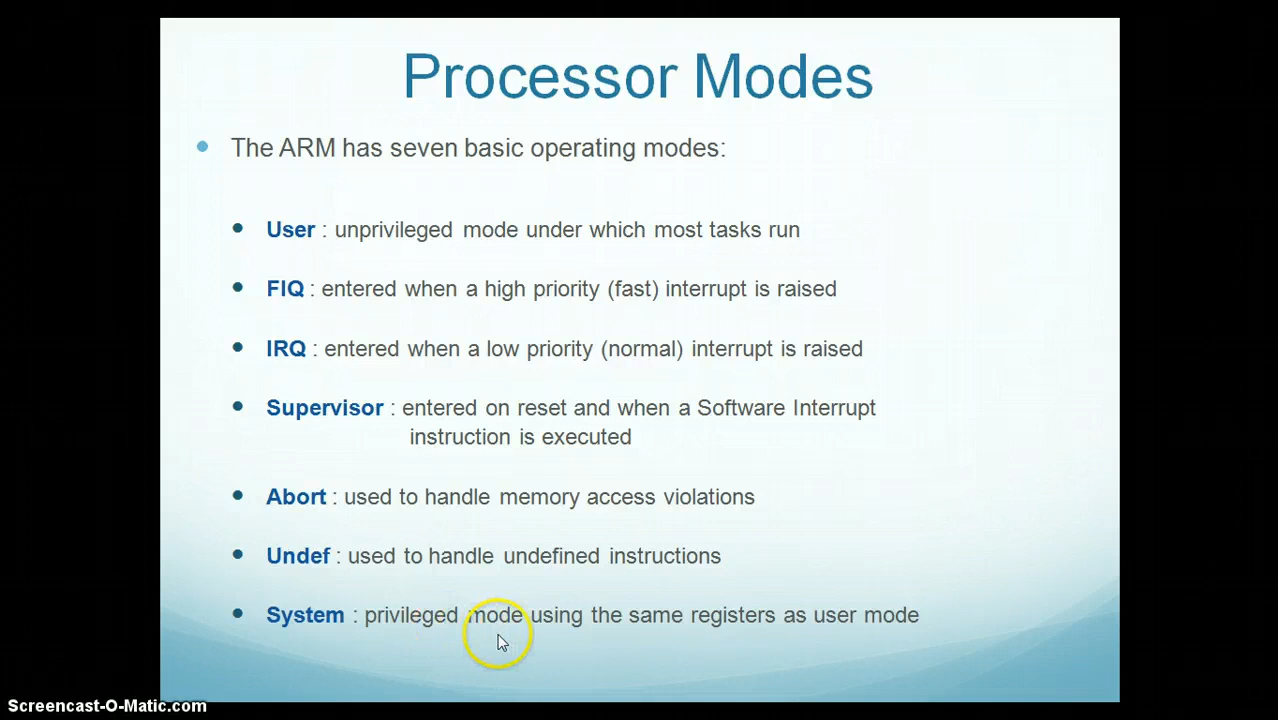 Processor Modes
The ARM has seven basic operating modes:
User : unprivileged mode under which most tasks run
FIQ : entered when a high priority (fast) interrupt is raised
IRQ : entered when a low priority (normal) interrupt is raised
Supervisor : entered on reset and when a Software Interrupt
instruction is executed
Abort : used to handle memory access violations
Undef : used to handle undefined instructions
System : privileged mode using the same registers as user mode
Screencast-O-Matic.com